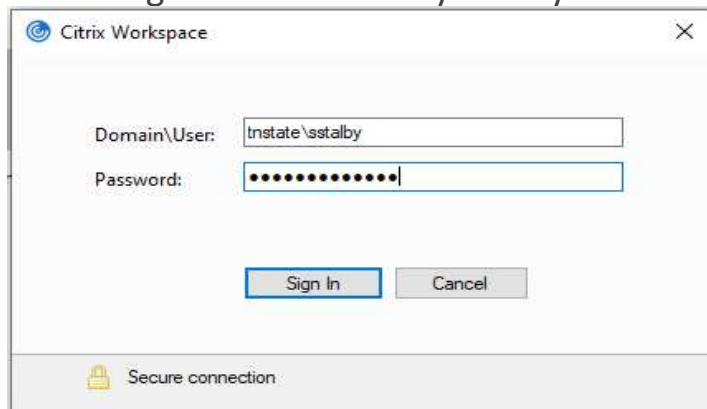 Citrix Workspace
Domain\User: tnstate\sstalby
Password: •••••••••••••
Sign In Cancel
Secure connection